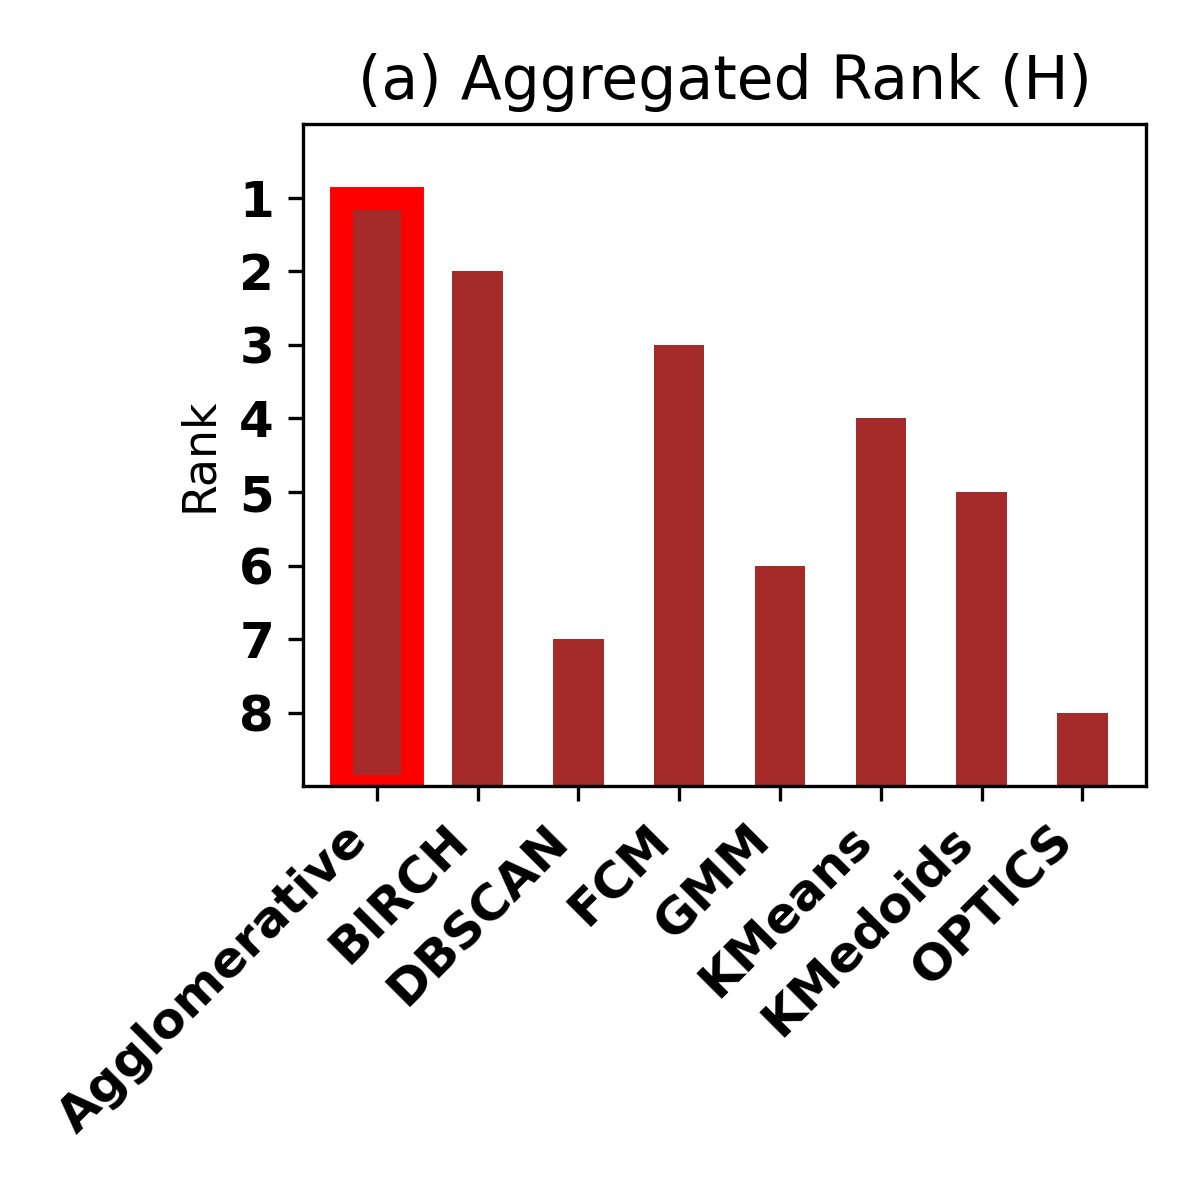 (a) Aggregated Rank (H)
Rank
1
2
3
4
5
6
7
8
Agglomerative
BIRCH
DBSCAN
FCM
GMM
KMeans
KMedoids
OPTICS